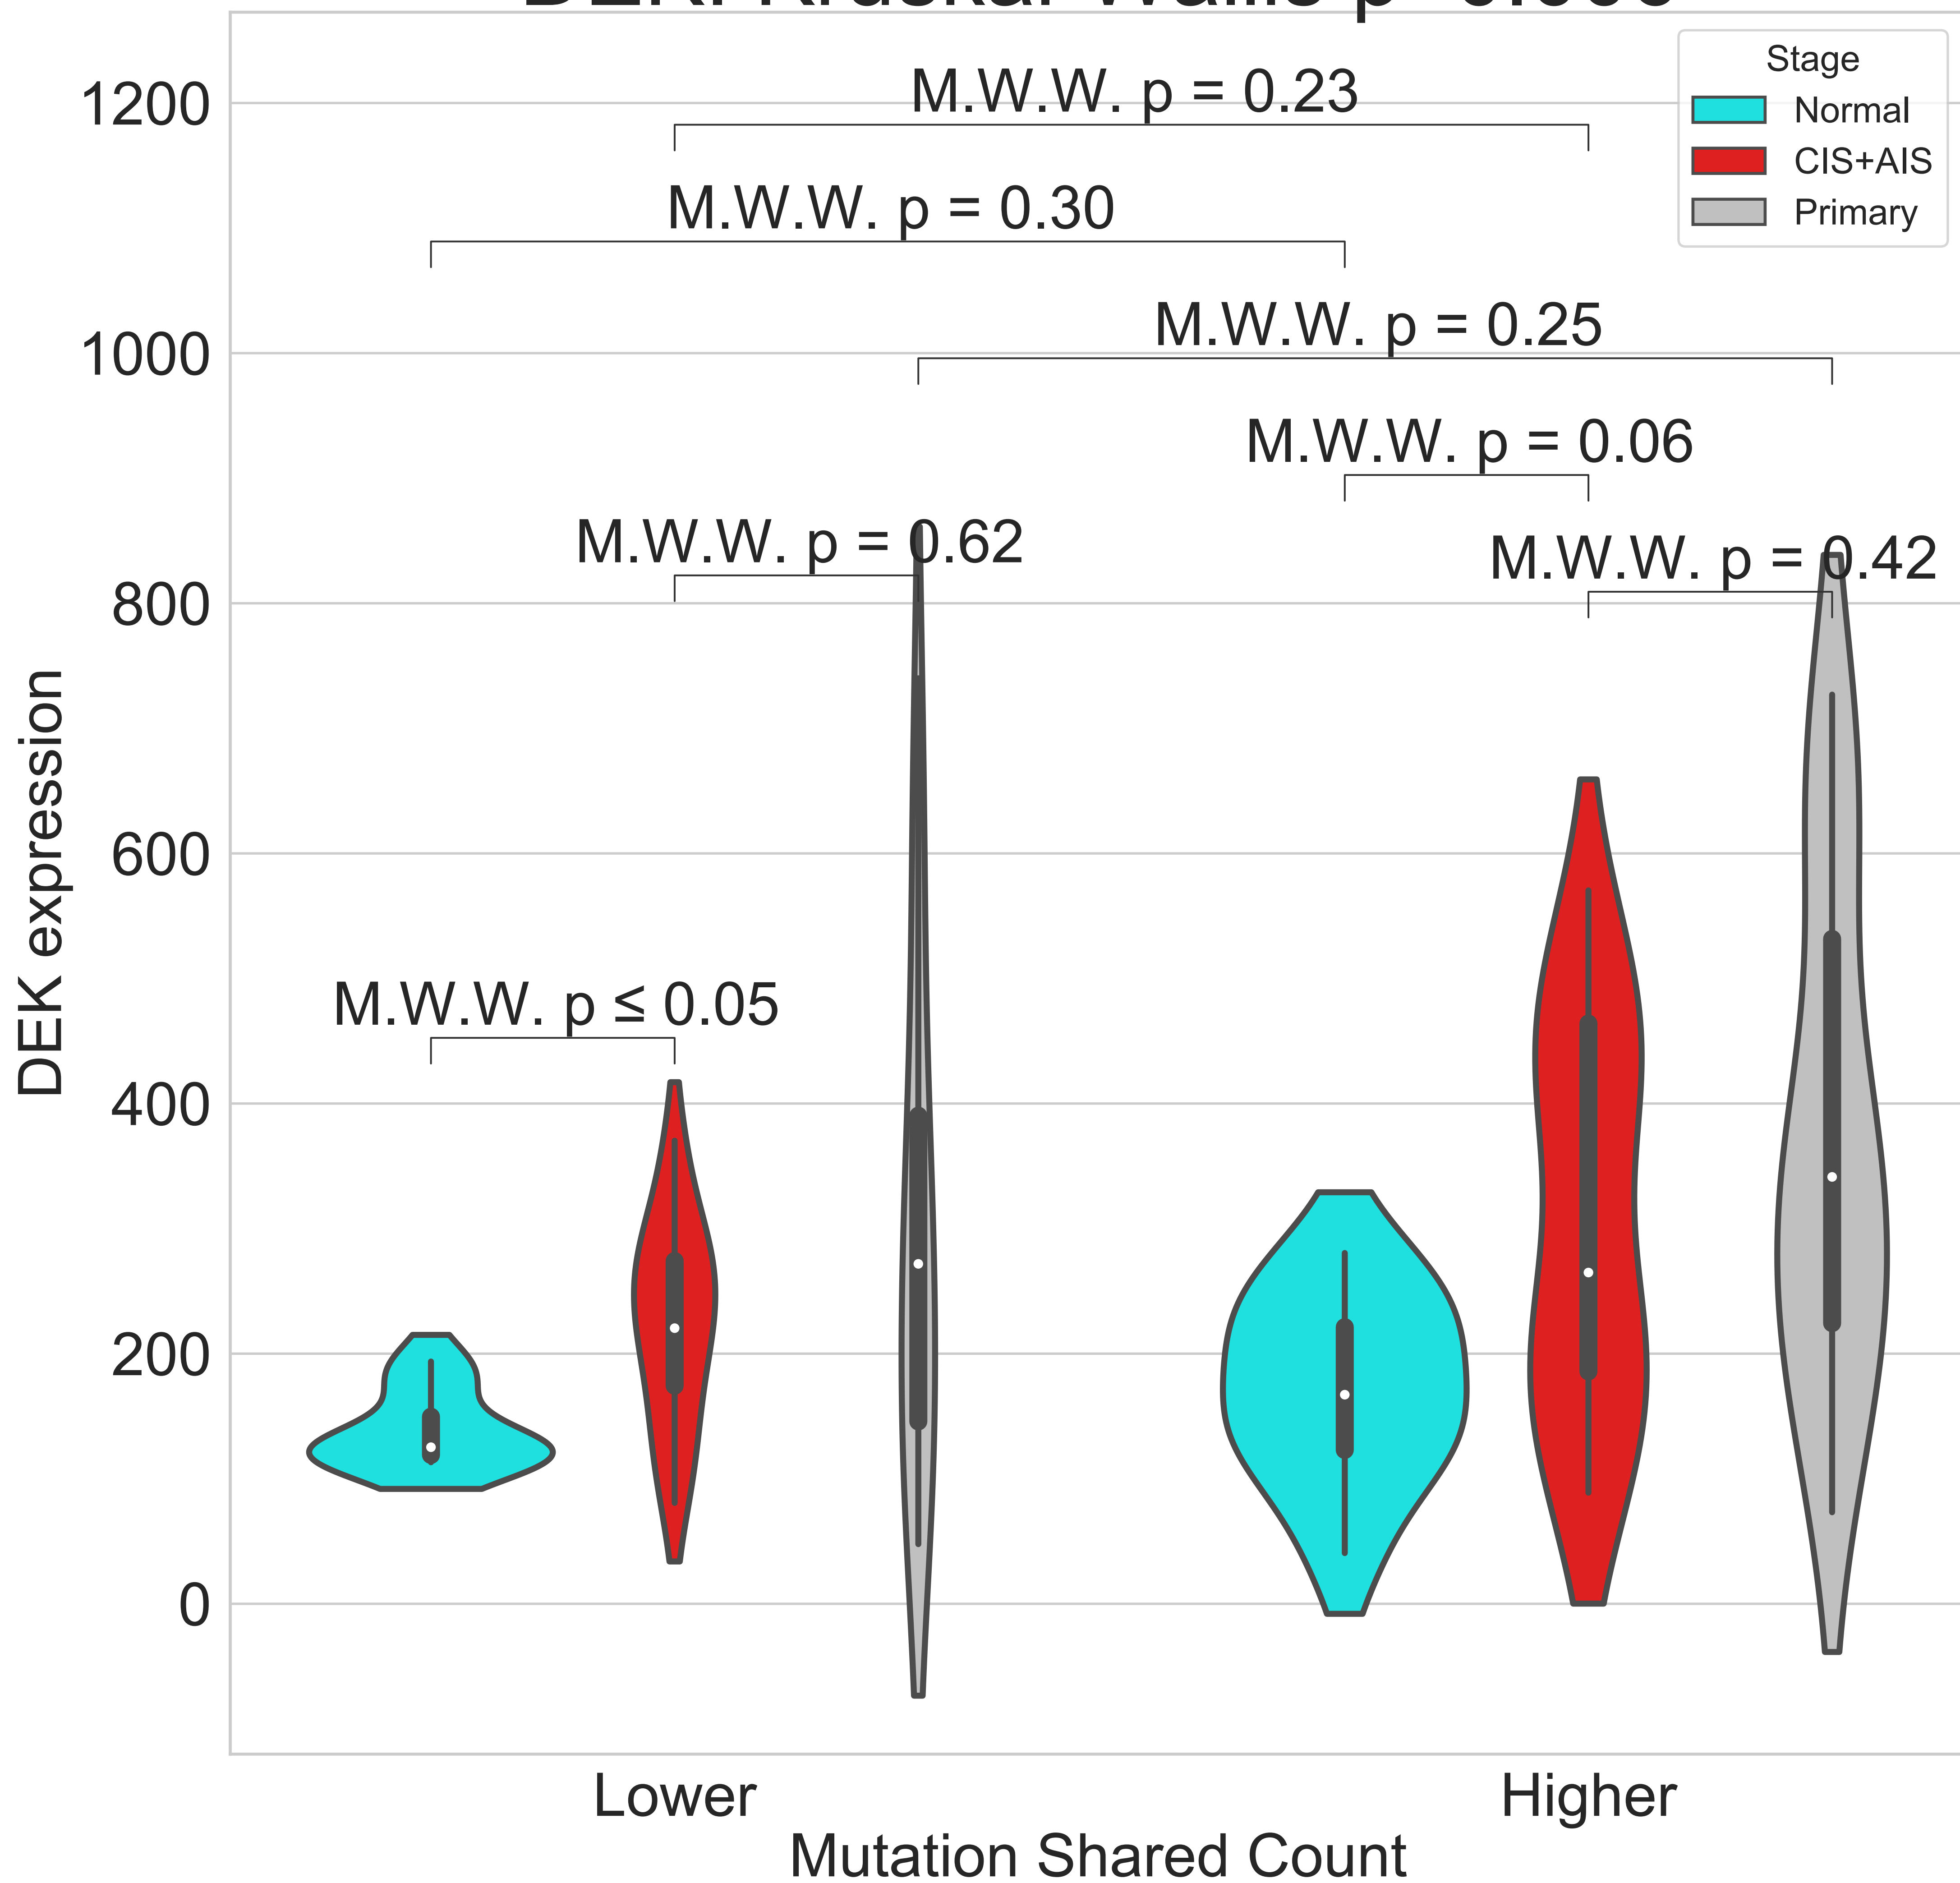 Stage
Normal
CIS+AIS
Primary
1200
1000
800
600
400
200
0
DEK expression
M.W.W. p = 0.23
M.W.W. p = 0.30
M.W.W. p = 0.25
M.W.W. p = 0.06
M.W.W. p = 0.62
M.W.W. p = 0.42
M.W.W. p ≤ 0.05
Lower
Higher
Mutation Shared Count